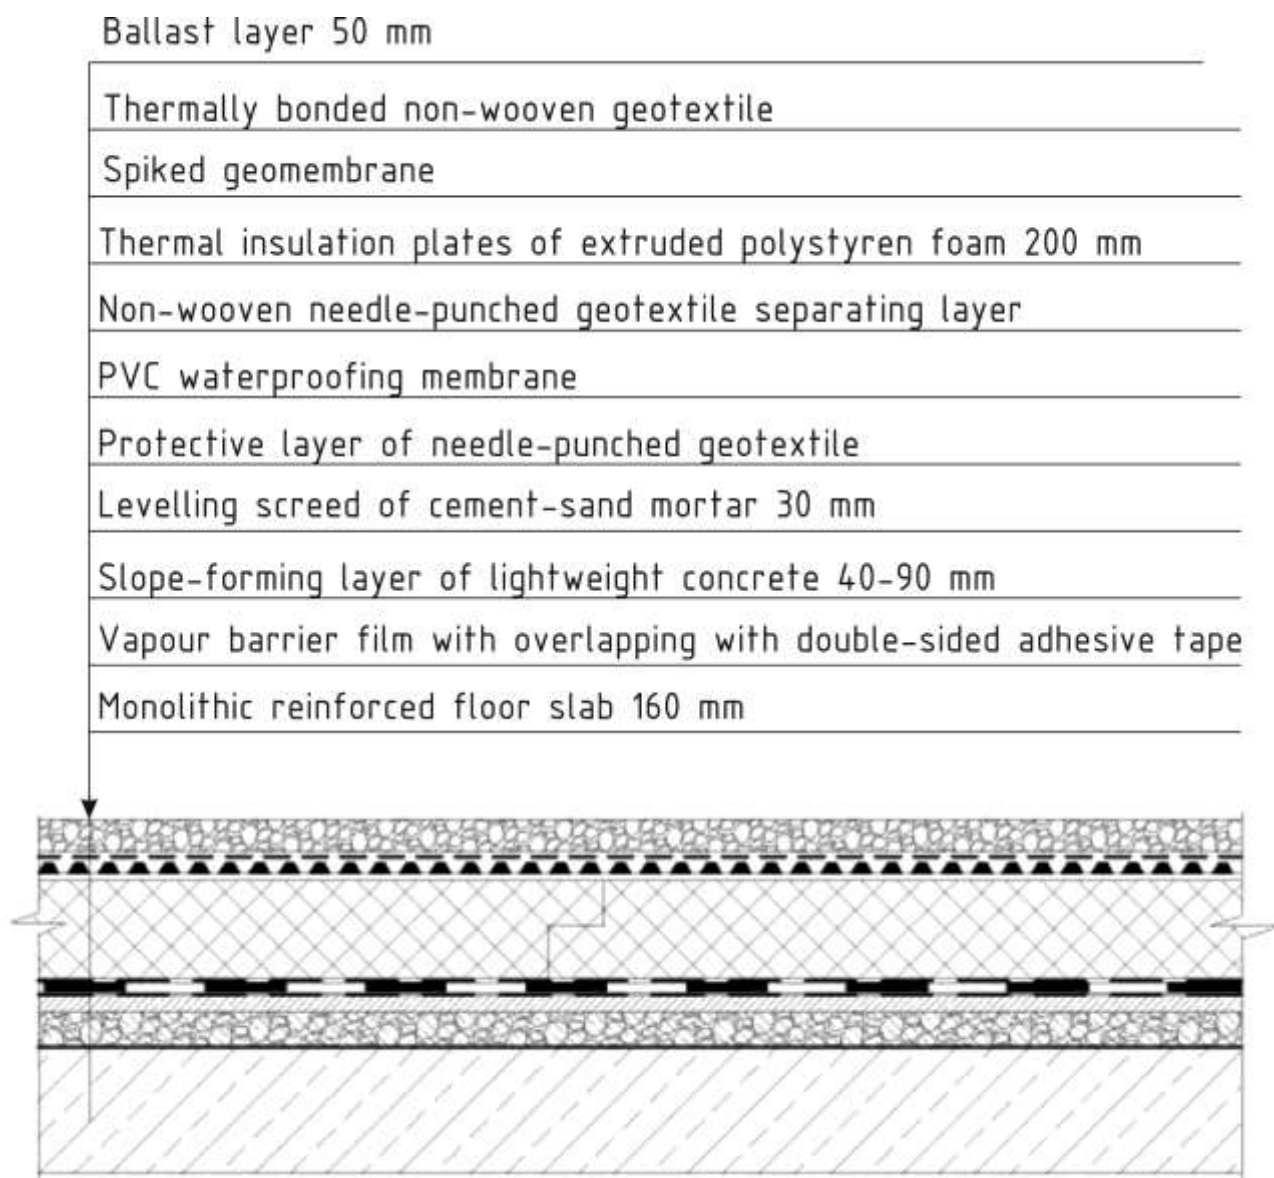 Ballast layer 50 mm
Thermally bonded non-wooven geotextile
Spiked geomembrane
Thermal insulation plates of extruded polystyren foam 200 mm
Non-wooven needle-punched geotextile separating layer
PVC waterproofing membrane
Protective layer of needle-punched geotextile
Levelling screed of cement-sand mortar 30 mm
Slope-forming layer of lightweight concrete 40-90 mm
Vapour barrier film with overlapping with double-sided adhesive tape
Monolithic reinforced floor slab 160 mm